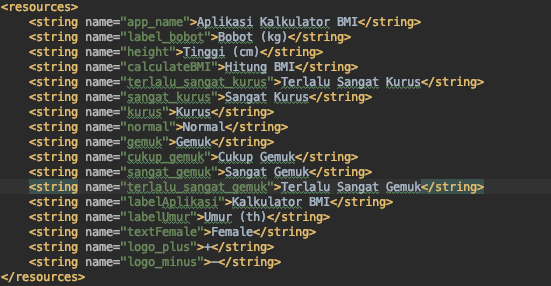 <resources>
<string name="app_name">Aplikasi Kalkulator BMI</string>
<string name="label_bobot">Bobot (kg)</string>
<string name="height">Tinggi (cm)</string>
<string name="calculateBMI">Hitung BMI</string>
<string name="terlalu_sangat_kurus">Terlalu Sangat Kurus</string>
<string name="sangat_kurus">Sangat Kurus</string>
<string name="kurus">Kurus</string>
<string name="normal">Normal</string>
<string name="gemuk">Gemuk</string>
<string name="cukup_gemuk">Cukup Gemuk</string>
<string name="sangat_gemuk">Sangat Gemuk</string>
<string name="terlalu_sangat_gemuk">Terlalu Sangat Gemuk</string>
<string name="labelAplikasi">Kalkulator BMI</string>
<string name="labelUmur">Umur (th)</string>
<string name="textFemale">Female</string>
<string name="logo_plus">+</string>
<string name="logo_minus">-</string>
</resources>